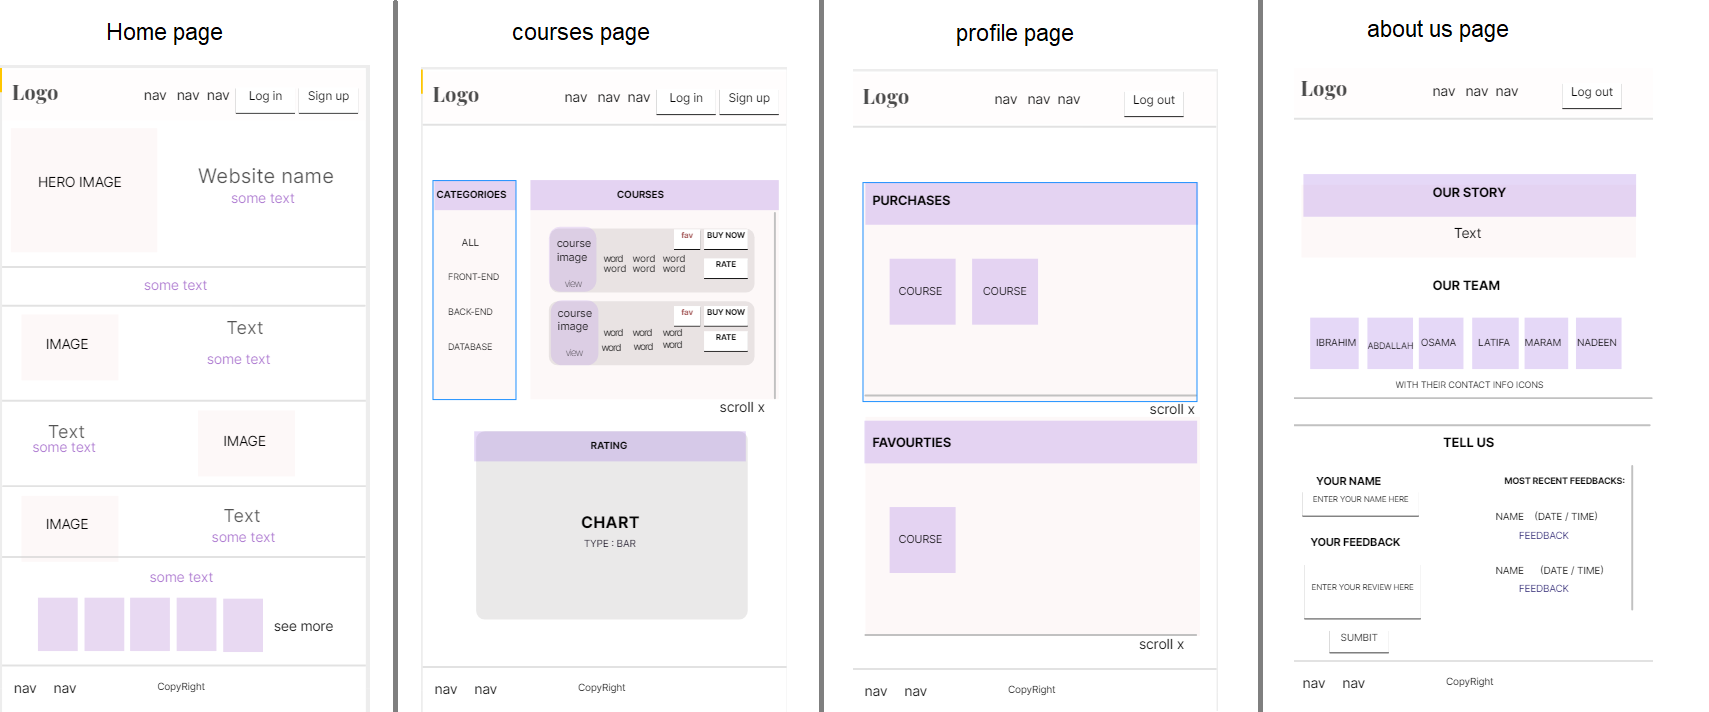 Home page
Logo
nav nav nav Log in Sign up
HERO IMAGE
Website name
some text
some text
IMAGE
Text
some text
Text
some text
IMAGE
IMAGE
Text
some text
some text
see more
nav nav CopyRight
courses page
Logo
nav nav nav Log in Sign up
CATEGORIOES
ALL
FRONT-END
BACK-END
DATABASE
COURSES
course
image
view
word word word
word word word
fav BUY NOW
RATE
course
image
view
word word word
word word word
fav BUY NOW
RATE
scroll x
RATING
CHART
TYPE : BAR
nav nav CopyRight
profile page
Logo
nav nav nav Log out
PURCHASES
COURSE COURSE
scroll x
FAVOURTIES
COURSE
scroll x
nav nav CopyRight
about us page
Logo
nav nav nav Log out
OUR STORY
Text
OUR TEAM
IBRAHIM ABDALLAH OSAMA LATIFA MARAM NADEEN
WITH THEIR CONTACT INFO ICONS
TELL US
YOUR NAME
ENTER YOUR NAME HERE
YOUR FEEDBACK
ENTER YOUR REVIEW HERE
SUMBIT
MOST RECENT FEEDBACKS:
NAME (DATE / TIME)
FEEDBACK
NAME (DATE / TIME)
FEEDBACK
nav nav CopyRight